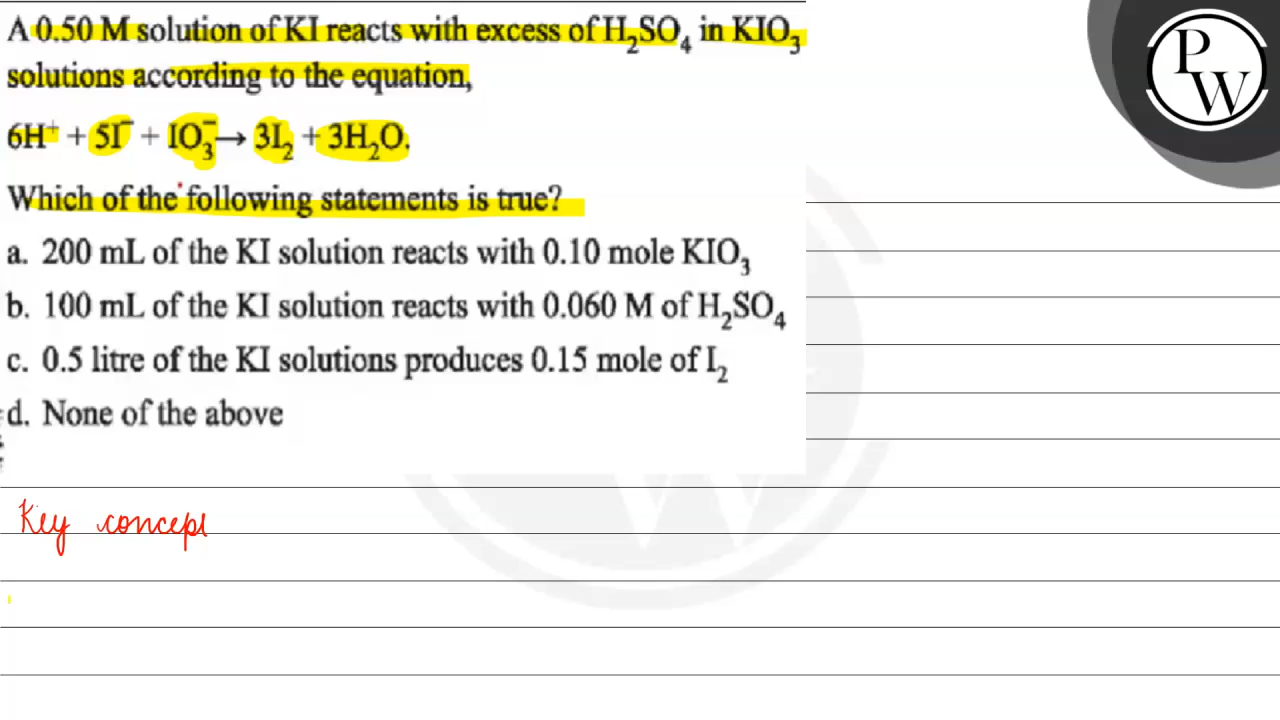 A 0.50 M solution of KI reacts with excess of H₂SO₄ in KIO₃
solutions according to the equation,
6H⁺ + 5I⁻ + IO₃⁻ → 3I₂ + 3H₂O.
Which of the following statements is true?
a. 200 mL of the KI solution reacts with 0.10 mole KIO₃
b. 100 mL of the KI solution reacts with 0.060 M of H₂SO₄
c. 0.5 litre of the KI solutions produces 0.15 mole of I₂
d. None of the above
Key concept
P
W